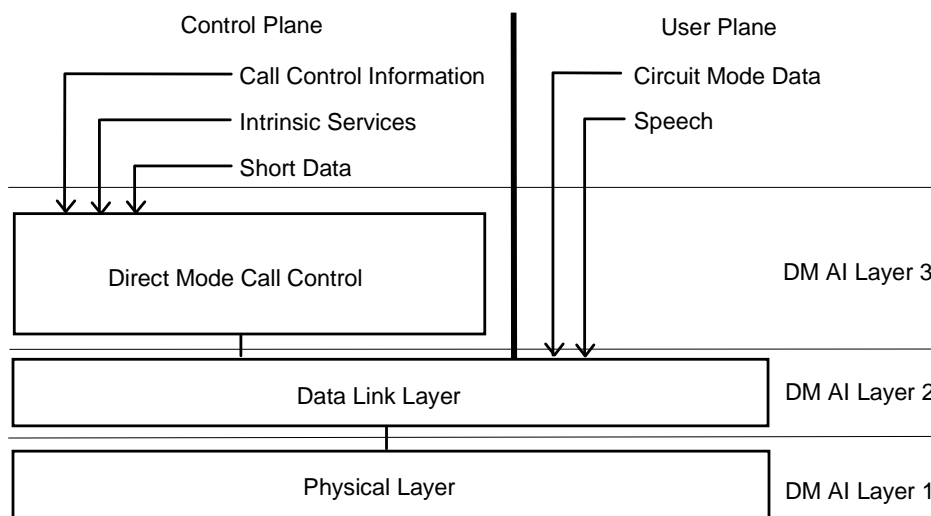 Control Plane
User Plane
Call Control Information
Circuit Mode Data
Intrinsic Services
Speech
Short Data
Direct Mode Call Control
DM AI Layer 3
Data Link Layer
DM AI Layer 2
Physical Layer
DM AI Layer 1